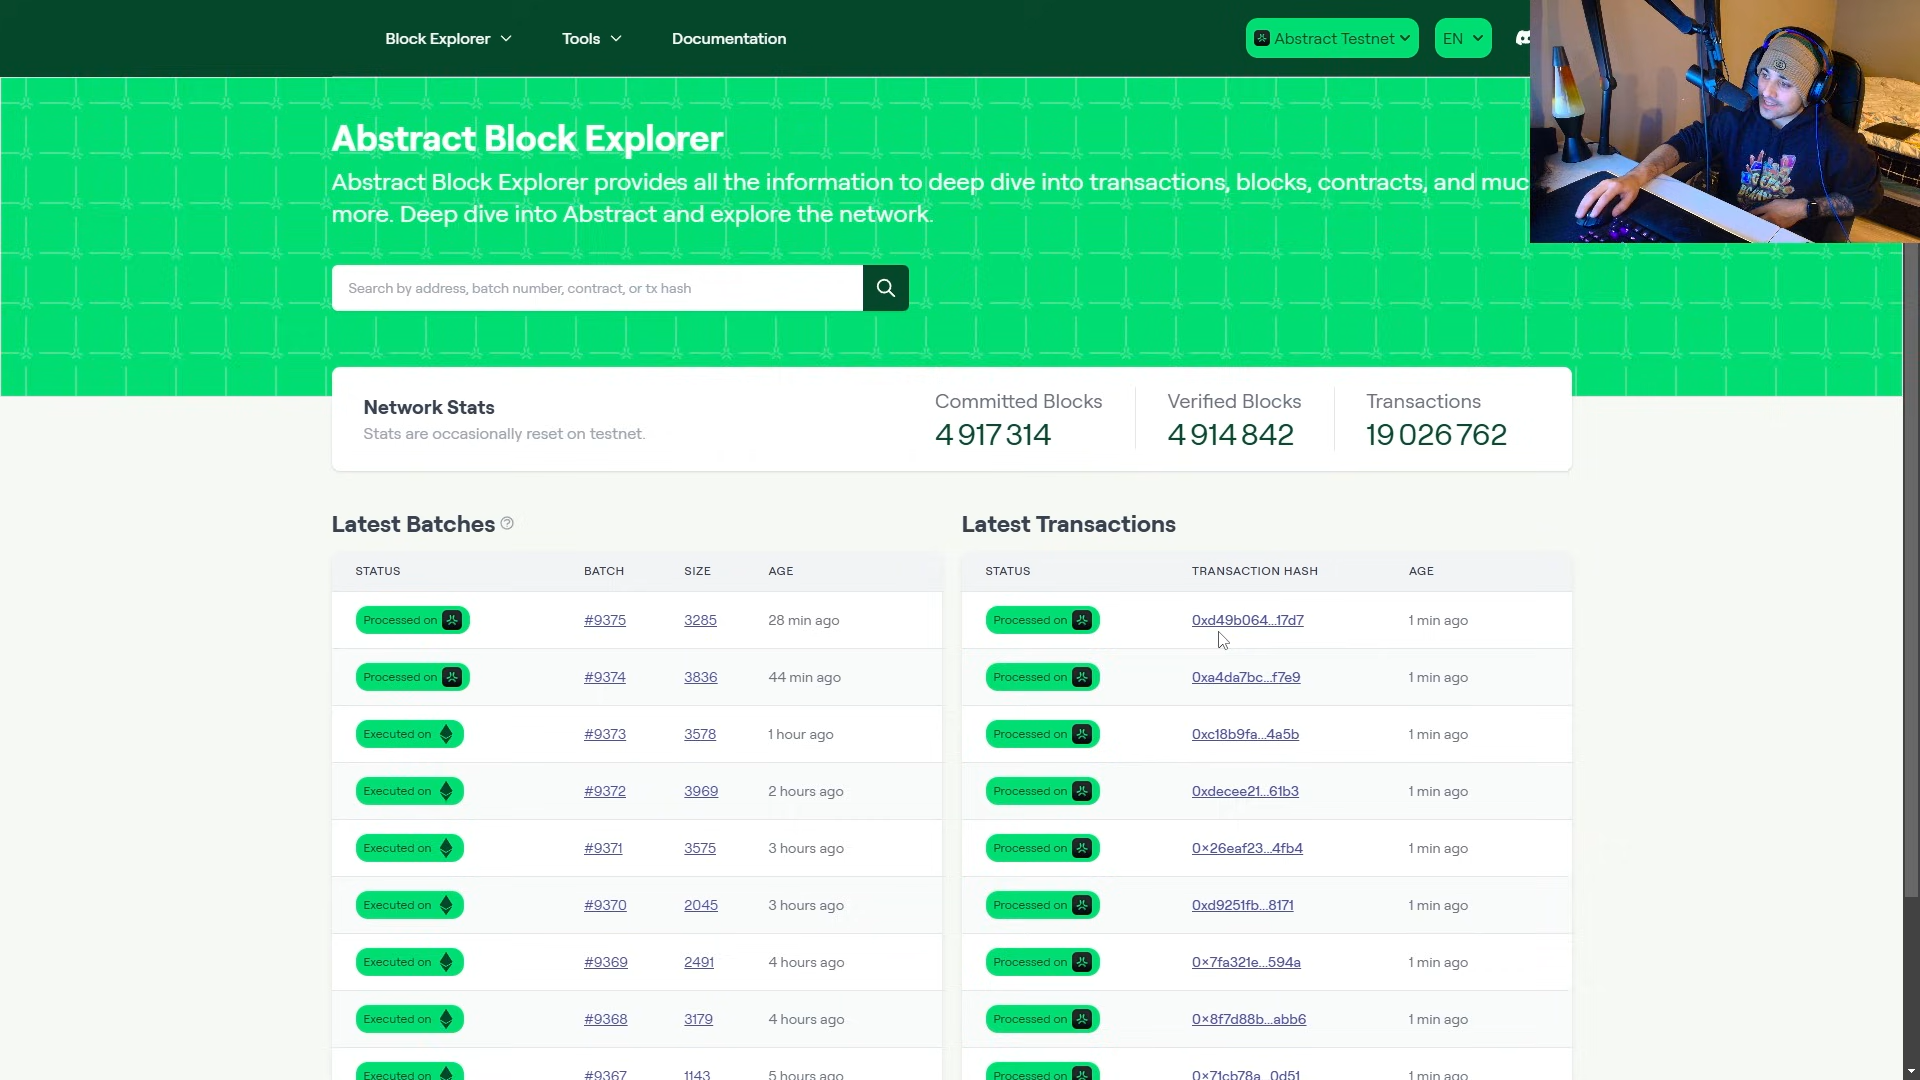 Block Explorer
Tools
Documentation
Abstract Testnet
EN
Abstract Block Explorer
Abstract Block Explorer provides all the information to deep dive into transactions, blocks, contracts, and muc
more. Deep dive into Abstract and explore the network.
Search by address, batch number, contract, or tx hash
Network Stats
Stats are occasionally reset on testnet.
Committed Blocks
4 917 314
Verified Blocks
4 914 842
Transactions
19 026 762
Latest Batches
STATUS BATCH SIZE AGE
Processed on #9375 3285 28 min ago
Processed on #9374 3836 44 min ago
Executed on #9373 3578 1 hour ago
Executed on #9372 3969 2 hours ago
Executed on #9371 3575 3 hours ago
Executed on #9370 2045 3 hours ago
Executed on #9369 2491 4 hours ago
Executed on #9368 3179 4 hours ago
Executed on #9367 1143 5 hours ago
Latest Transactions
STATUS TRANSACTION HASH AGE
Processed on 0xd49b064...17d7 1 min ago
Processed on 0xa4da7bc...f7e9 1 min ago
Processed on 0xc18b9fa...4a5b 1 min ago
Processed on 0xdecee21...61b3 1 min ago
Processed on 0x26eaf23...4fb4 1 min ago
Processed on 0xd9251fb...8171 1 min ago
Processed on 0x7fa321e...594a 1 min ago
Processed on 0x8f7d88b...abb6 1 min ago
Processed on 0x71cb78a...0d51 1 min ago